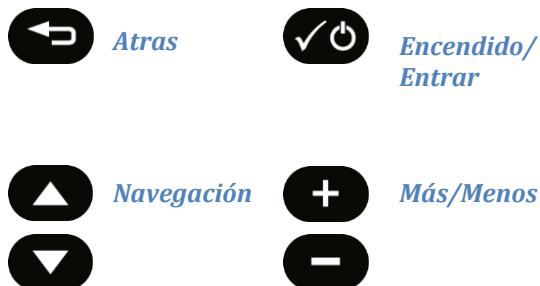 Atras
Encendido/
Entrar
Navegación
Más/Menos